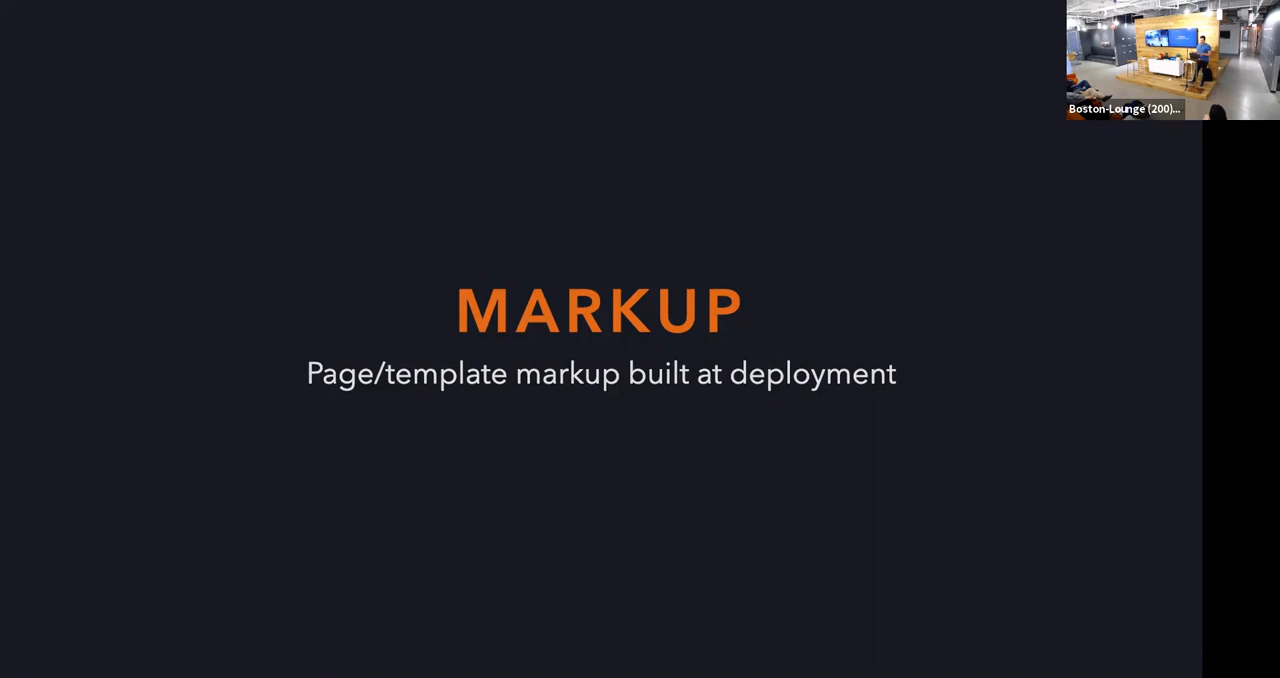 MARKUP
Page/template markup built at deployment
Boston-Lounge (200)...